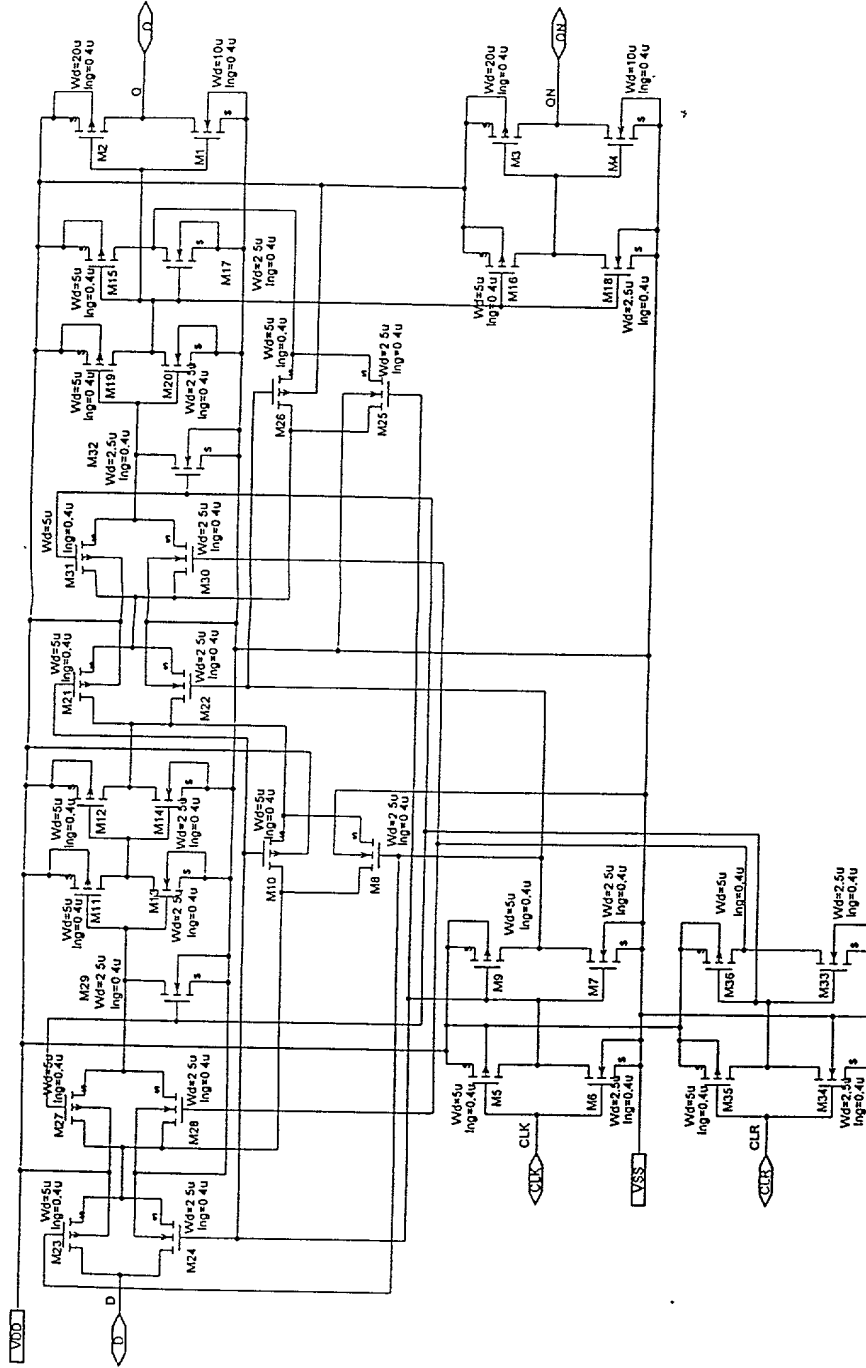 VDD
D
D
M23
Wd=5u
lng=0.4u
M24
Wd=2 5u
lng=0 4u
M27
Wd=5u
lng=0.4u
M28
Wd=2 5u
lng=0 4u
M29
Wd=2 5u
lng=0 4u
S
M11
Wd=5u
lng=0.4u
S
M13
Wd=2 5u
lng=0 4u
S
M12
Wd=5u
lng=0.4u
S
M14
Wd=2 5u
lng=0 4u
S
M10
Wd=5u
lng=0 4u
S
M8
Wd=2 5u
lng=0 4u
S
M21
Wd=5u
lng=0.4u
S
M22
Wd=2 5u
lng=0 4u
S
M31
Wd=5u
lng=0.4u
S
M30
Wd=2 5u
lng=0 4u
S
M32
Wd=2.5u
lng=0.4u
S
M19
Wd=5u
lng=0.4u
S
M20
Wd=2 5u
lng=0 4u
S
M26
Wd=5u
lng=0.4u
S
M25
Wd=2 5u
lng=0 4u
S
M15
Wd=5u
lng=0.4u
S
M17
Wd=2 5u
lng=0 4u
S
M2
Wd=20u
lng=0 4u
S
M1
Wd=10u
lng=0 4u
S
Q
Q
M16
Wd=5u
lng=0.4u
S
M18
Wd=2.5u
lng=0.4u
S
M3
Wd=20u
lng=0 4u
S
M4
Wd=10u
lng=0 4u
S
QN
QN
CLK
CLK
M5
Wd=5u
lng=0.4u
S
M6
Wd=2.5u
lng=0.4u
S
M9
Wd=5u
lng=0.4u
S
M7
Wd=2 5u
lng=0 4u
S
VSS
CLR
CLR
M35
Wd=5u
lng=0.4u
S
M34
Wd=2.5u
lng=0.4u
S
M36
Wd=5u
lng=0.4u
S
M33
Wd=2.5u
lng=0.4u
S